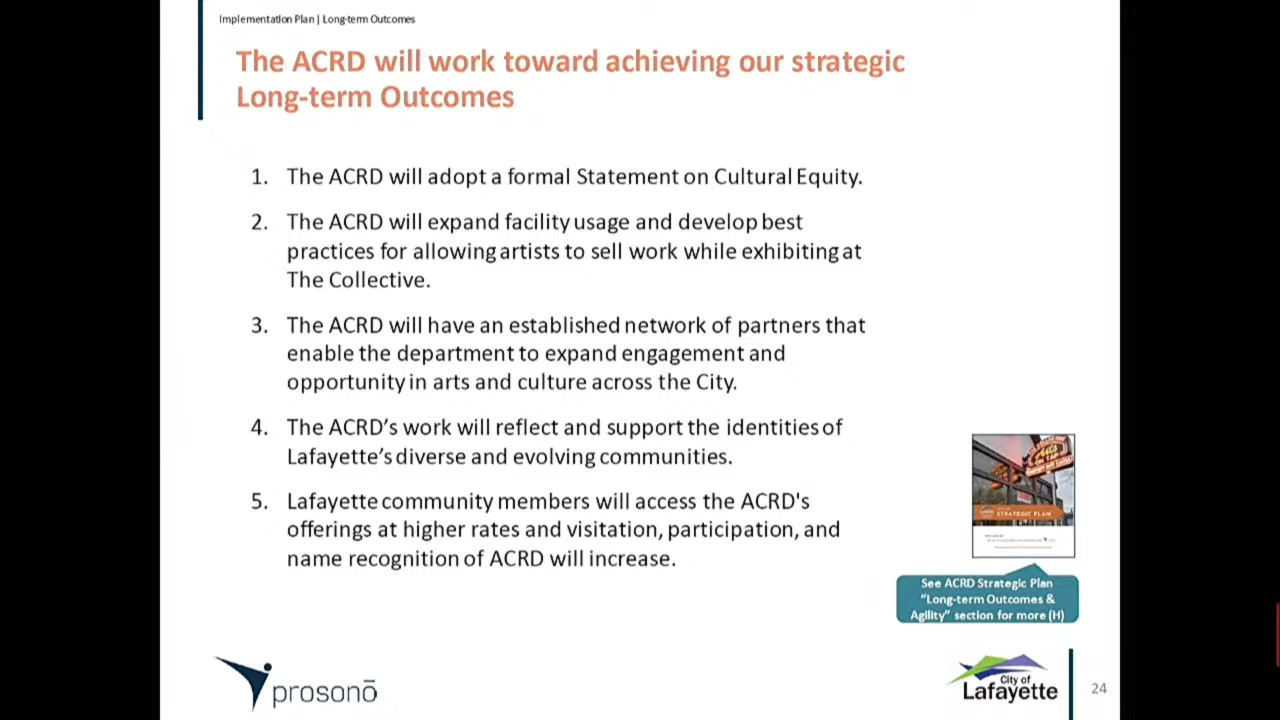 Implementation Plan | Long-term Outcomes
The ACRD will work toward achieving our strategic
Long-term Outcomes
1. The ACRD will adopt a formal Statement on Cultural Equity.
2. The ACRD will expand facility usage and develop best
practices for allowing artists to sell work while exhibiting at
The Collective.
3. The ACRD will have an established network of partners that
enable the department to expand engagement and
opportunity in arts and culture across the City.
4. The ACRD’s work will reflect and support the identities of
Lafayette’s diverse and evolving communities.
5. Lafayette community members will access the ACRD's
offerings at higher rates and visitation, participation, and
name recognition of ACRD will increase.
STRATEGIC PLAN
See ACRD Strategic Plan
“Long-term Outcomes &
Agility” section for more (H)
prosonō
City of
Lafayette
24